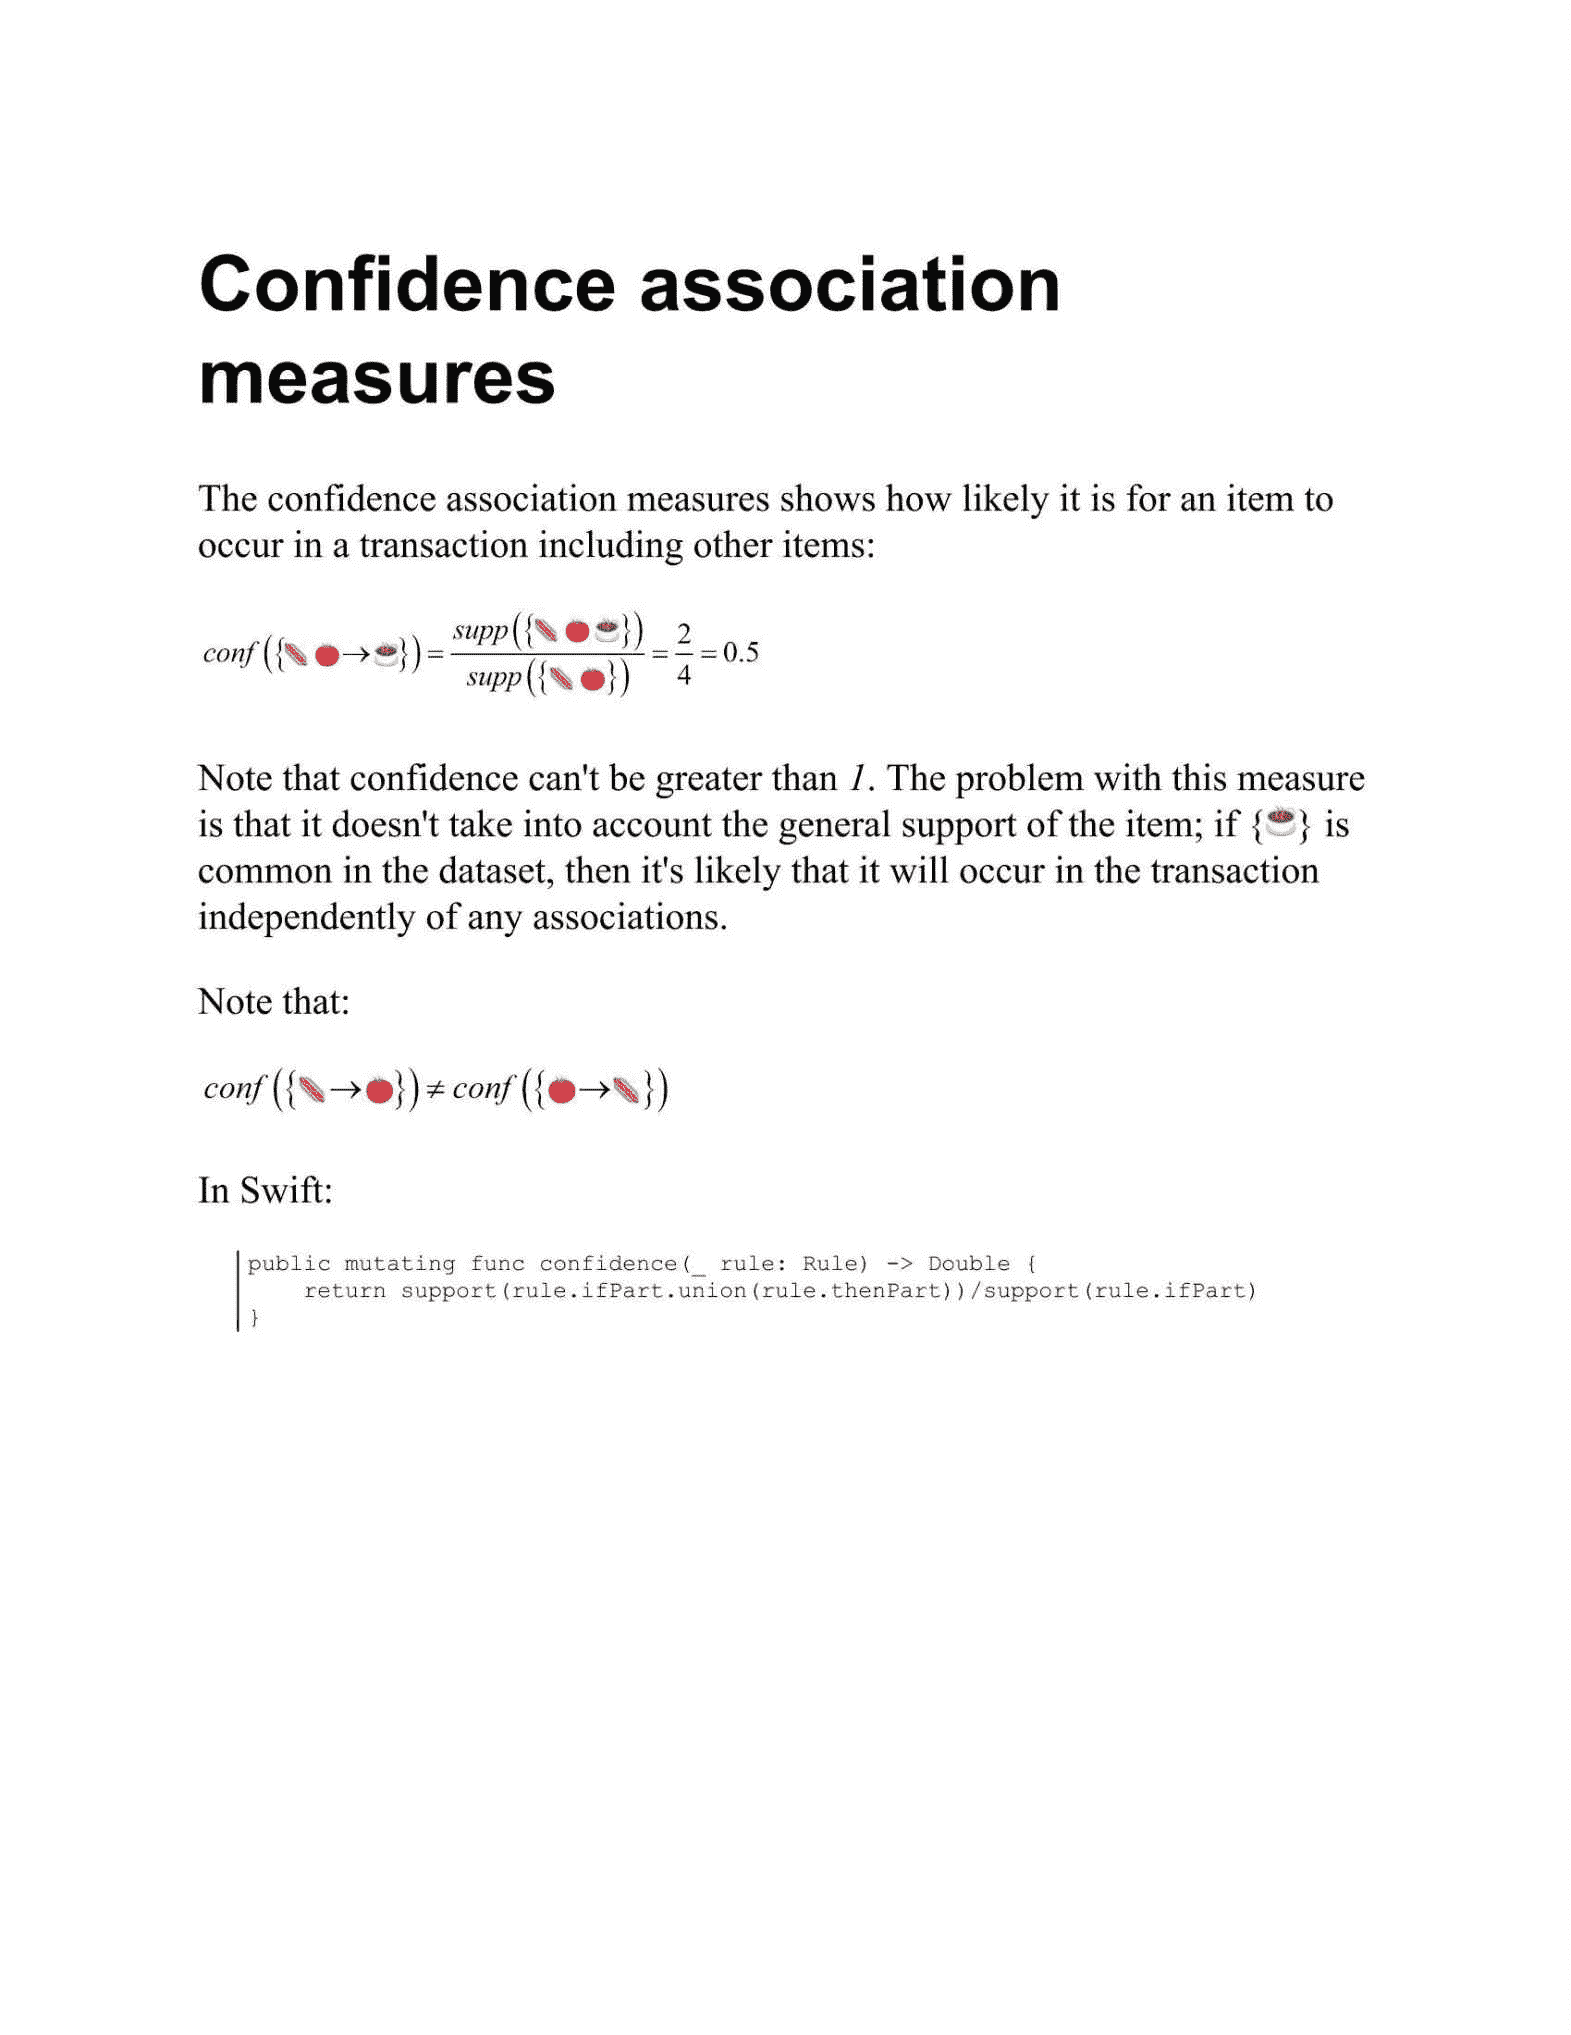 Confidence association
measures
The confidence association measures shows how likely it is for an item to
occur in a transaction including other items:
conf({🥓 🍅→☕}) = supp({🥓 🍅 ☕}) / supp({🥓 🍅}) = 2/4 = 0.5
Note that confidence can't be greater than 1. The problem with this measure
is that it doesn't take into account the general support of the item; if {☕} is
common in the dataset, then it's likely that it will occur in the transaction
independently of any associations.
Note that:
conf({🥓→🍅}) ≠ conf({🍅→🥓})
In Swift:
public mutating func confidence(_ rule: Rule) -> Double {
return support(rule.ifPart.union(rule.thenPart))/support(rule.ifPart)
}